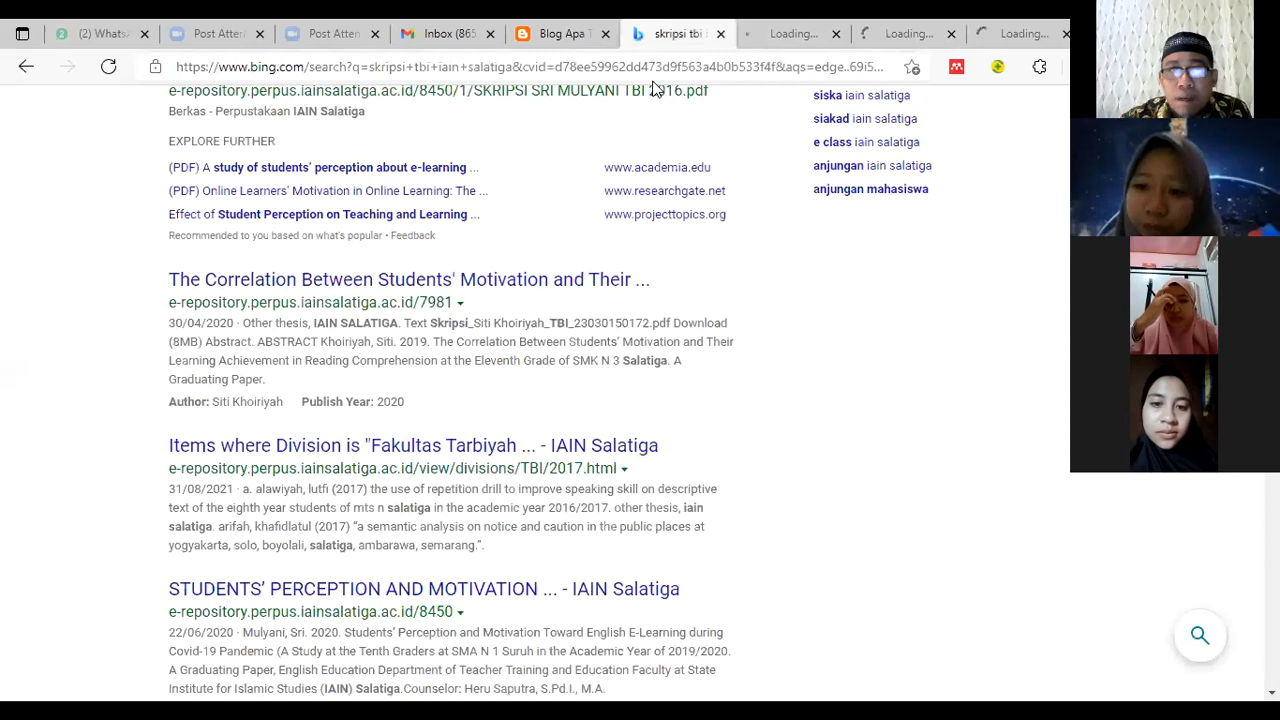 (2) WhatsA
Post Atter
Post Atten
Inbox (865
Blog Apa T
skripsi tbi
Loading...
Loading...
Loading...
https://www.bing.com/search?q=skripsi+tbi+iain+salatiga&cvid=d78ee59962dd473d9f563a4b0b533f4f&aqs=edge..69i5...
e-repository.perpus.iainsalatiga.ac.id/8450/1/SKRIPSI SRI MULYANI TBI 2016.pdf
Berkas - Perpustakaan IAIN Salatiga
EXPLORE FURTHER
(PDF) A study of students' perception about e-learning ... www.academia.edu
(PDF) Online Learners' Motivation in Online Learning: The ... www.researchgate.net
Effect of Student Perception on Teaching and Learning ... www.projecttopics.org
Recommended to you based on what's popular • Feedback
The Correlation Between Students' Motivation and Their ...
e-repository.perpus.iainsalatiga.ac.id/7981
30/04/2020 · Other thesis, IAIN SALATIGA. Text Skripsi_Siti Khoiriyah_TBI_23030150172.pdf Download
(8MB) Abstract. ABSTRACT Khoiriyah, Siti. 2019. The Correlation Between Students' Motivation and Their
Learning Achievement in Reading Comprehension at the Eleventh Grade of SMK N 3 Salatiga. A
Graduating Paper.
Author: Siti Khoiriyah Publish Year: 2020
Items where Division is "Fakultas Tarbiyah ... - IAIN Salatiga
e-repository.perpus.iainsalatiga.ac.id/view/divisions/TBI/2017.html
31/08/2021 · a. alawiyah, lutfi (2017) the use of repetition drill to improve speaking skill on descriptive
text of the eighth year students of mts n salatiga in the academic year 2016/2017. other thesis, iain
salatiga. arifah, khafidlatul (2017) "a semantic analysis on notice and caution in the public places at
yogyakarta, solo, boyolali, salatiga, ambarawa, semarang.".
STUDENTS' PERCEPTION AND MOTIVATION ... - IAIN Salatiga
e-repository.perpus.iainsalatiga.ac.id/8450
22/06/2020 · Mulyani, Sri. 2020. Students' Perception and Motivation Toward English E-Learning during
Covid-19 Pandemic (A Study at the Tenth Graders at SMA N 1 Suruh in the Academic Year of 2019/2020.
A Graduating Paper, English Education Department of Teacher Training and Education Faculty at State
Institute for Islamic Studies (IAIN) Salatiga.Counselor: Heru Saputra, S.Pd.I., M.A.
siska iain salatiga
siakad iain salatiga
e class iain salatiga
anjungan iain salatiga
anjungan mahasiswa